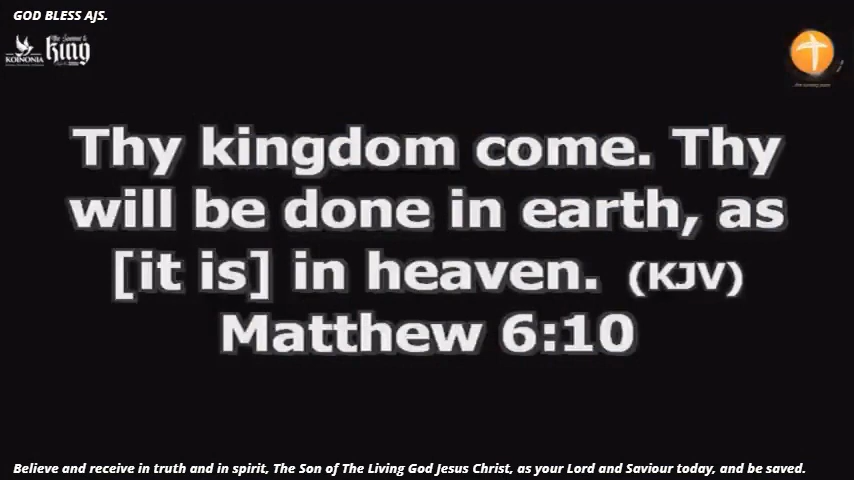 GOD BLESS AJS.
KOINONIA
King
Thy kingdom come. Thy
will be done in earth, as
[it is] in heaven. (KJV)
Matthew 6:10
Believe and receive in truth and in spirit, The Son of The Living God Jesus Christ, as your Lord and Saviour today, and be saved.